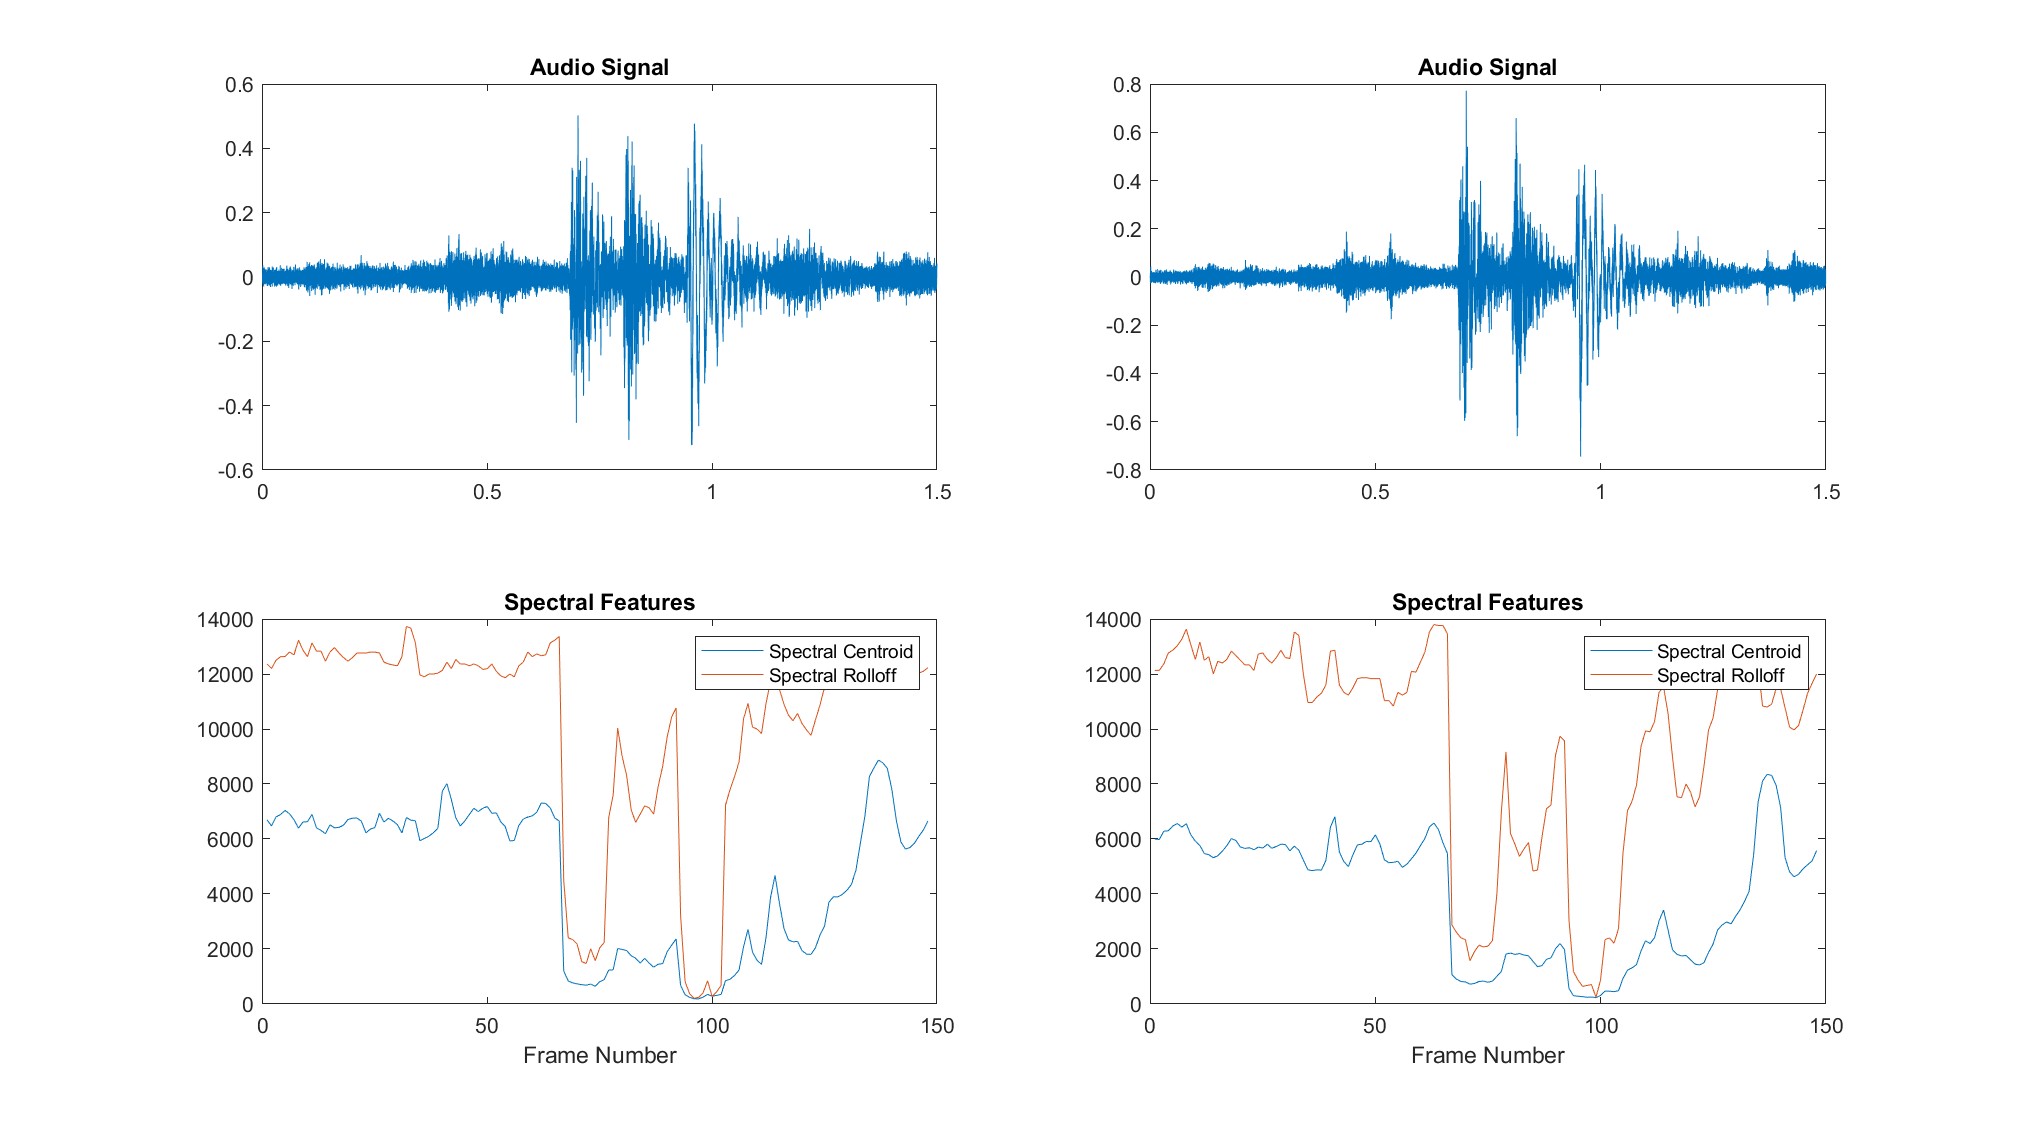 Audio Signal
0.6
0.4
0.2
0
-0.2
-0.4
-0.6
0 0.5 1 1.5
Audio Signal
0.8
0.6
0.4
0.2
0
-0.2
-0.4
-0.6
-0.8
0 0.5 1 1.5
Spectral Features
14000
12000
10000
8000
6000
4000
2000
0
Spectral Centroid
Spectral Rolloff
0 50 100 150
Frame Number
Spectral Features
14000
12000
10000
8000
6000
4000
2000
0
Spectral Centroid
Spectral Rolloff
0 50 100 150
Frame Number